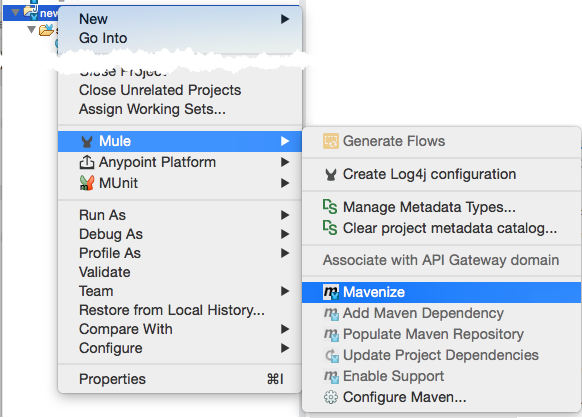 new
New
Go Into
Close Project
Close Unrelated Projects
Assign Working Sets...
Mule
Anypoint Platform
MUnit
Run As
Debug As
Profile As
Validate
Team
Restore from Local History...
Compare With
Configure
Properties ⌘I
Generate Flows
Create Log4j configuration
Manage Metadata Types...
Clear project metadata catalog...
Associate with API Gateway domain
Mavenize
Add Maven Dependency
Populate Maven Repository
Update Project Dependencies
Enable Support
Configure Maven...